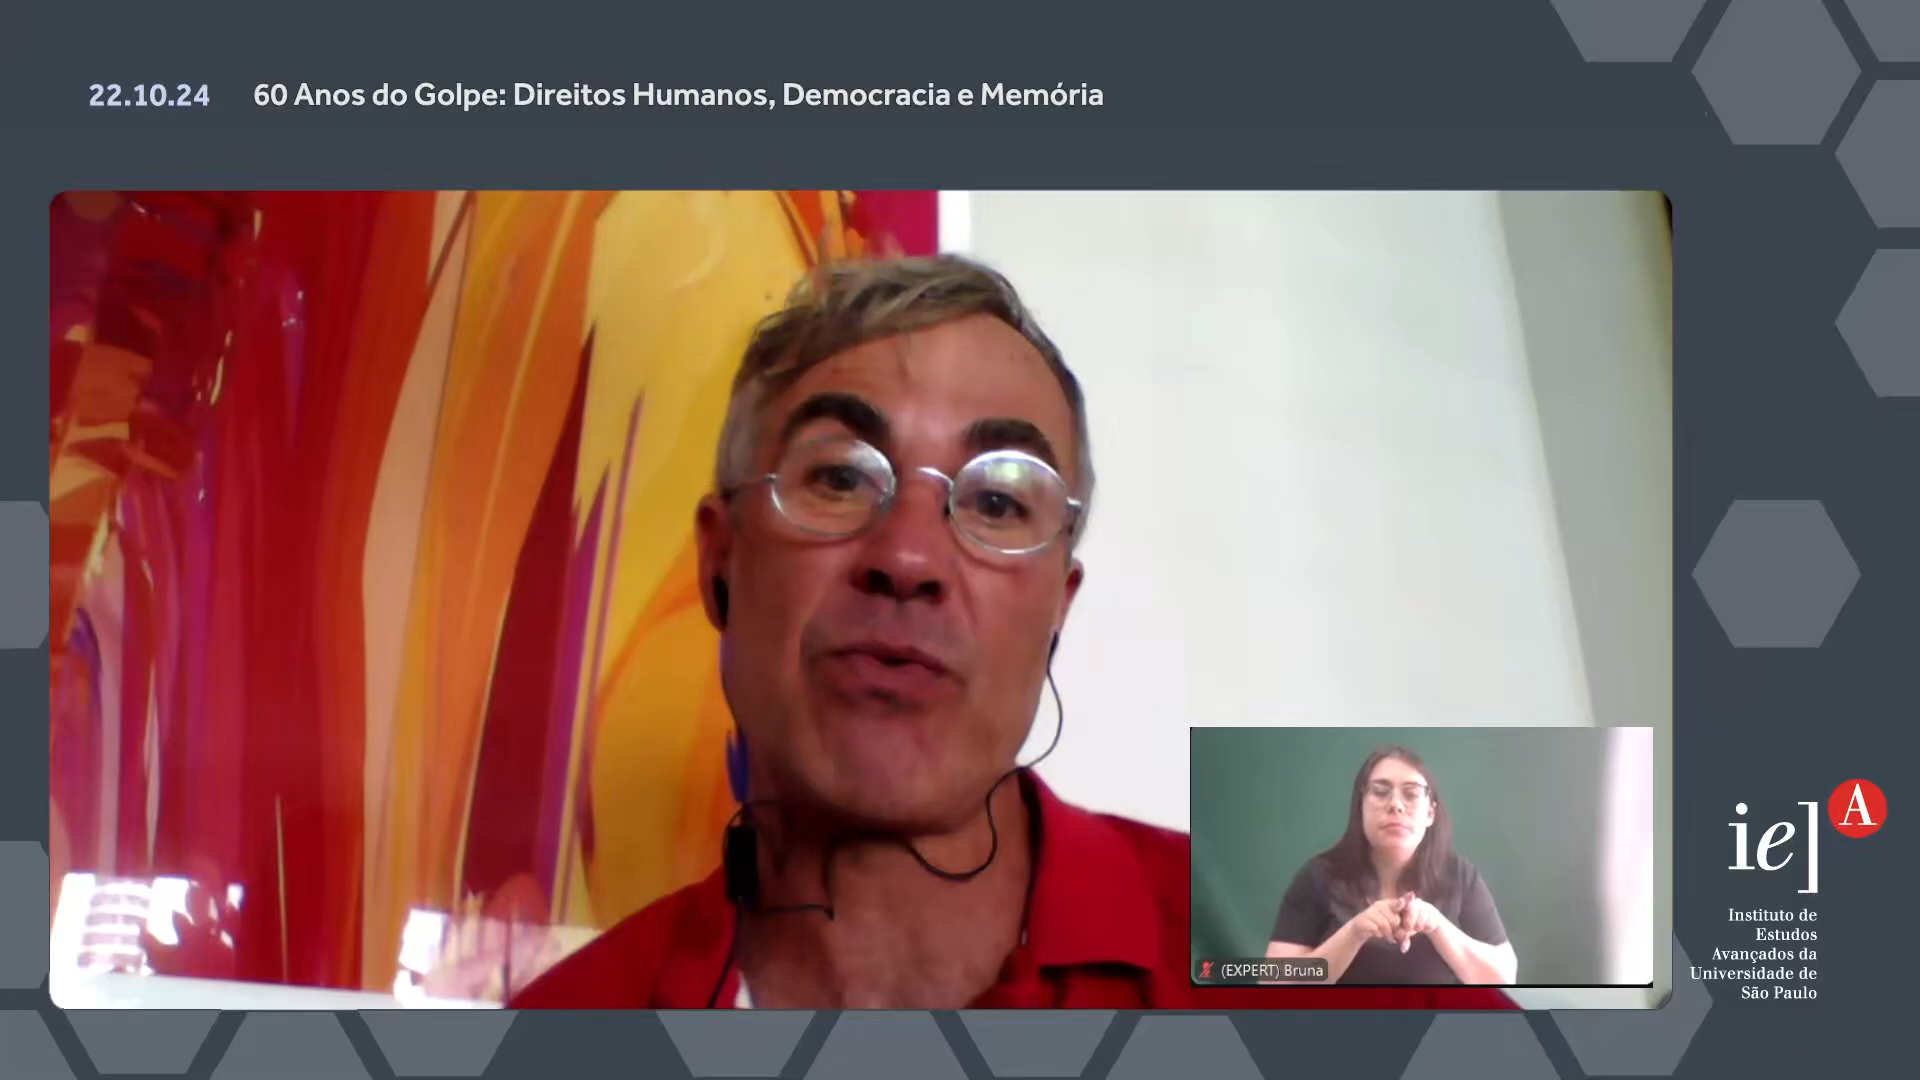 22.10.24 60 Anos do Golpe: Direitos Humanos, Democracia e Memória
(EXPERT) Bruna
ie] A
Instituto de
Estudos
Avançados da
Universidade de
São Paulo